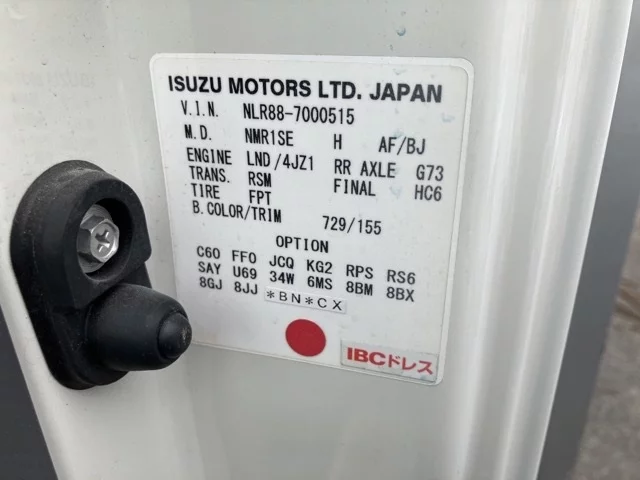 ISUZU MOTORS LTD. JAPAN
V.I.N. NLR88-7000515
M.D. NMR1SE H AF/BJ
ENGINE LND/4JZ1 RR AXLE G73
TRANS. RSM FINAL HC6
TIRE FPT
B.COLOR/TRIM 729/155
OPTION
C60 FF0 JCQ KG2 RPS RS6
SAY U69 34W 6MS 8BM 8BX
8GJ 8JJ *BN*CX
IBCドレス